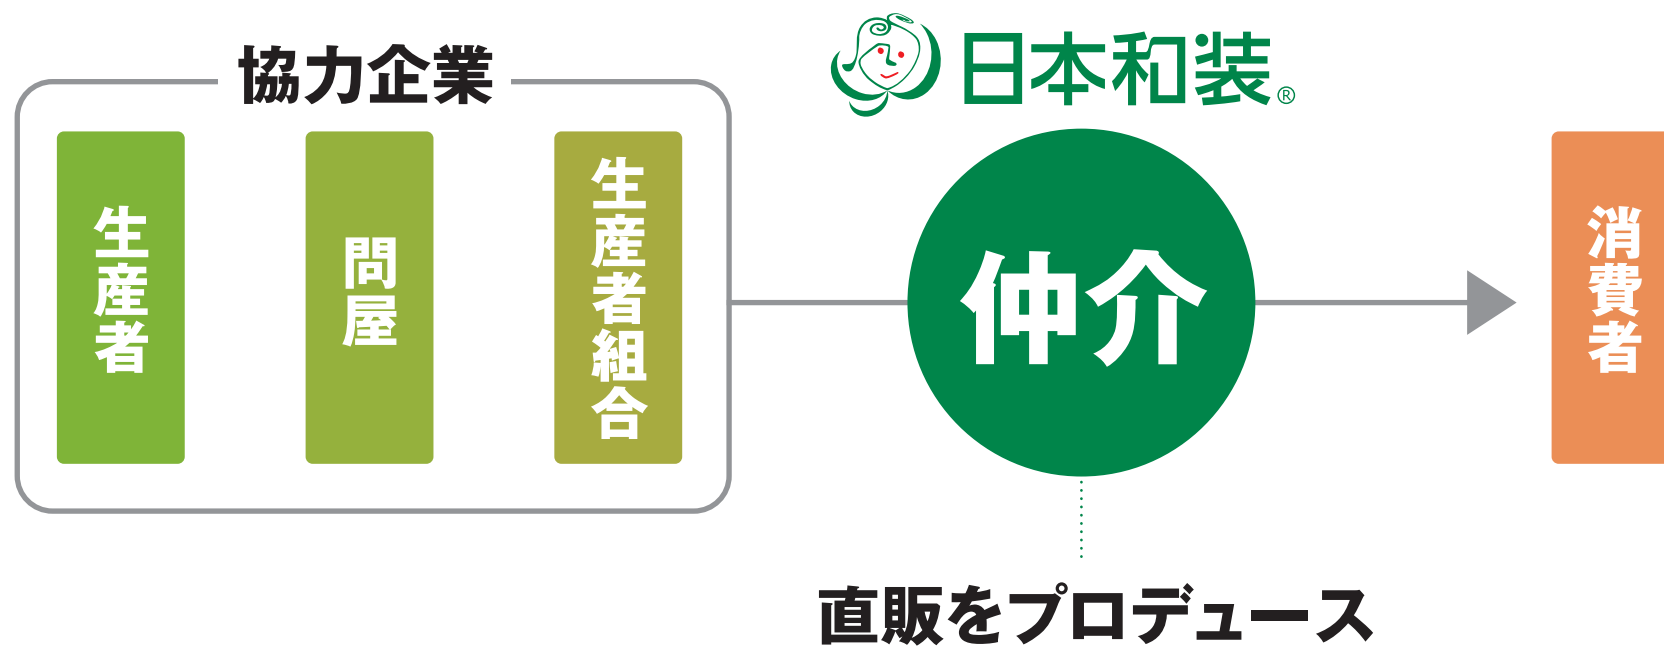 協力企業
生産者
問屋
生産者組合
日本和装®
仲介
直販をプロデュース
消費者